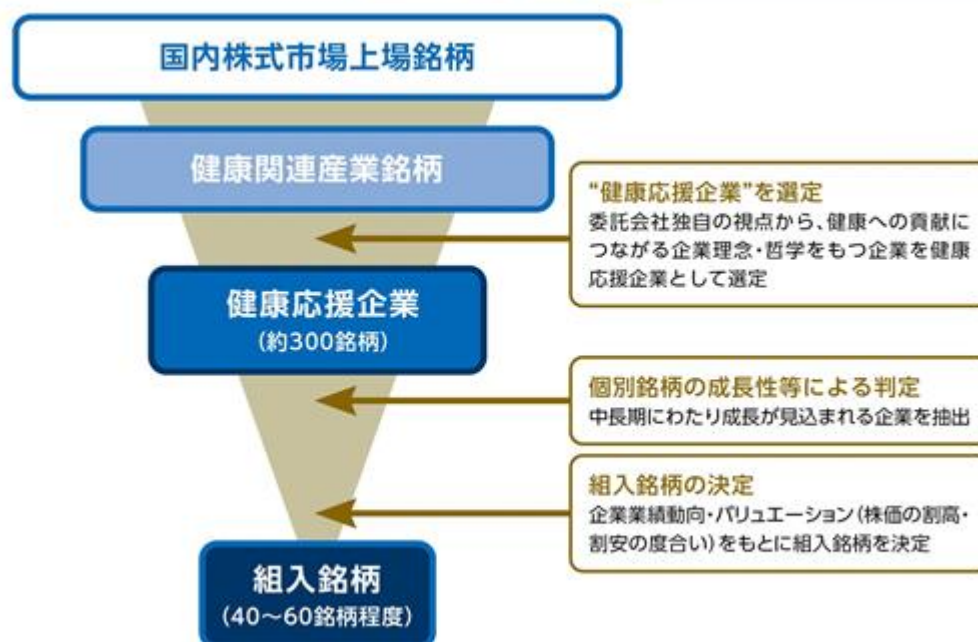 国内株式市場上場銘柄
健康関連産業銘柄
“健康応援企業”を選定
委託会社独自の視点から、健康への貢献に
つながる企業理念・哲学をもつ企業を健康
応援企業として選定
健康応援企業
（約300銘柄）
個別銘柄の成長性等による判定
中長期にわたり成長が見込まれる企業を抽出
組入銘柄の決定
企業業績動向・バリュエーション（株価の割高・
割安の度合い）をもとに組入銘柄を決定
組入銘柄
（40～60銘柄程度）